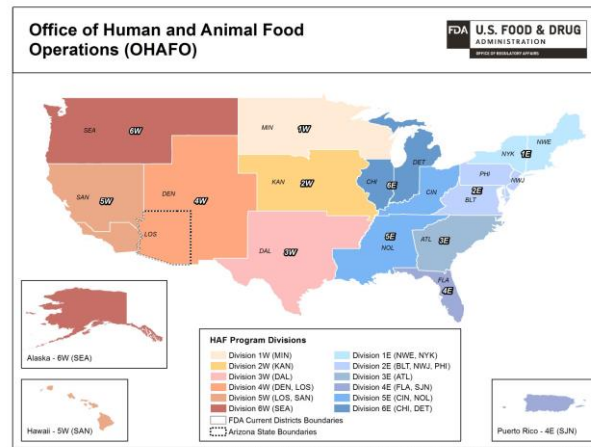 Office of Human and Animal Food
Operations (OHAFO)
FDA U.S. FOOD & DRUG
ADMINISTRATION
OFFICE OF REGULATORY AFFAIRS
SEA 6W
MIN 1W
NWE
NYK 1E
SAN 5W
DEN 4W
KAN 2W
CHI 6E DET
PHI NWJ
2E
BLT
CIN
LOS
DAL 3W
5E
NOL
ATL 3E
FLA
4E
Alaska - 6W (SEA)
Hawaii - 5W (SAN)
HAF Program Divisions
Division 1W (MIN) Division 1E (NWE, NYK)
Division 2W (KAN) Division 2E (BLT, NWJ, PHI)
Division 3W (DAL) Division 3E (ATL)
Division 4W (DEN, LOS) Division 4E (FLA, SJN)
Division 5W (LOS, SAN) Division 5E (CIN, NOL)
Division 6W (SEA) Division 6E (CHI, DET)
FDA Current Districts Boundaries
Arizona State Boundaries
Puerto Rico - 4E (SJN)